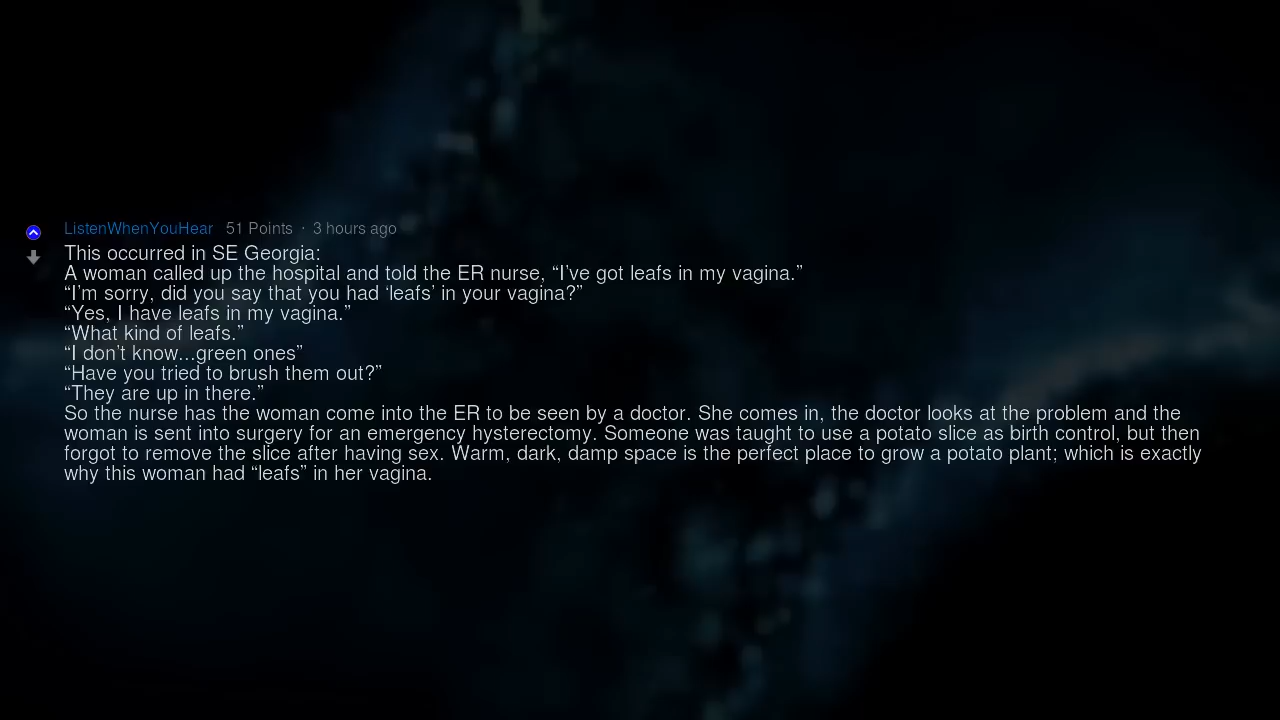 ListenWhenYouHear 51 Points · 3 hours ago
This occurred in SE Georgia:
A woman called up the hospital and told the ER nurse, “I’ve got leafs in my vagina.”
“I’m sorry, did you say that you had ‘leafs’ in your vagina?”
“Yes, I have leafs in my vagina.”
“What kind of leafs.”
“I don’t know...green ones”
“Have you tried to brush them out?”
“They are up in there.”
So the nurse has the woman come into the ER to be seen by a doctor. She comes in, the doctor looks at the problem and the
woman is sent into surgery for an emergency hysterectomy. Someone was taught to use a potato slice as birth control, but then
forgot to remove the slice after having sex. Warm, dark, damp space is the perfect place to grow a potato plant; which is exactly
why this woman had “leafs” in her vagina.